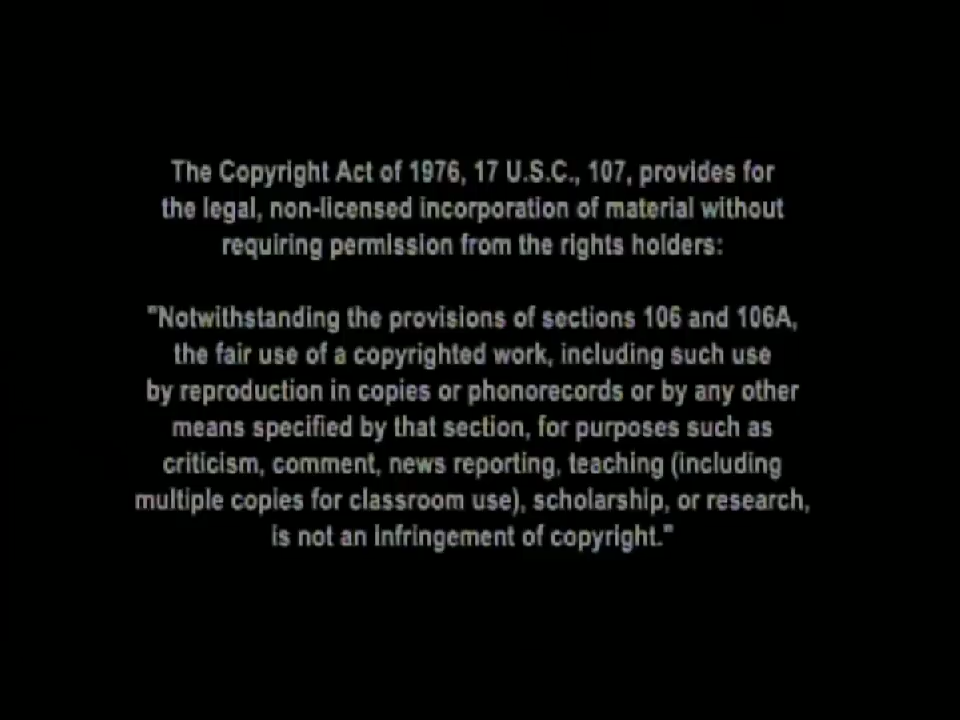 The Copyright Act of 1976, 17 U.S.C., 107, provides for
the legal, non-licensed incorporation of material without
requiring permission from the rights holders:
"Notwithstanding the provisions of sections 106 and 106A,
the fair use of a copyrighted work, including such use
by reproduction in copies or phonorecords or by any other
means specified by that section, for purposes such as
criticism, comment, news reporting, teaching (including
multiple copies for classroom use), scholarship, or research,
is not an infringement of copyright."